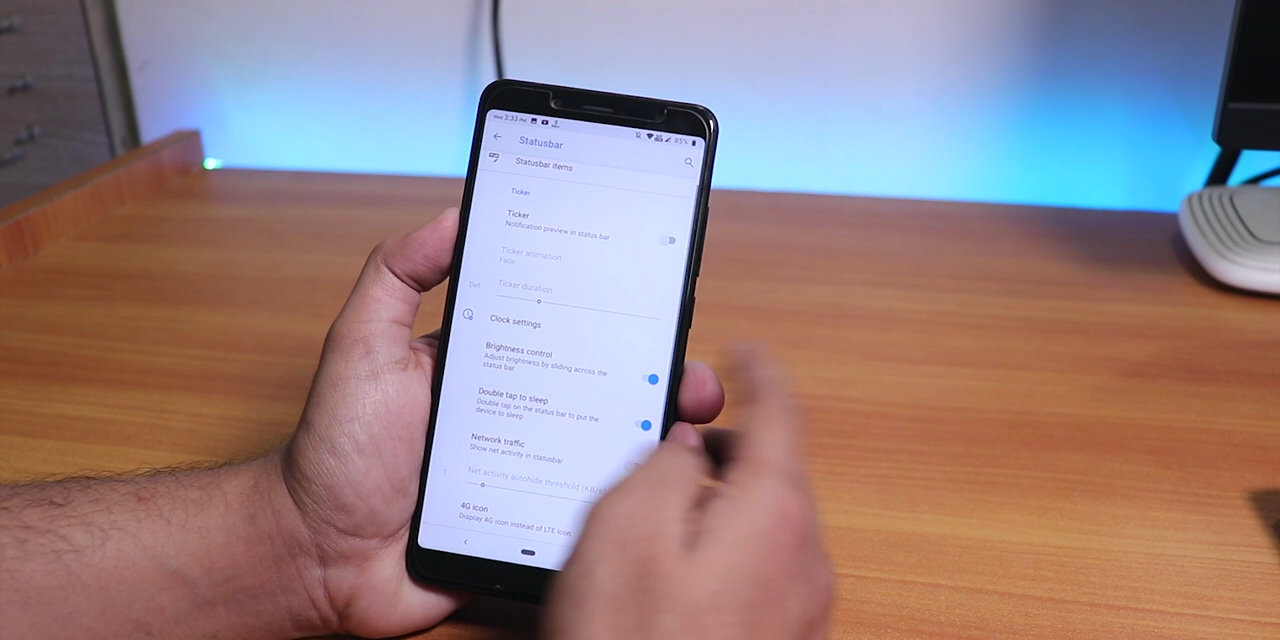 Wed 3:33 PM 85%
Statusbar
Statusbar items
Ticker
Ticker
Notification preview in status bar
Ticker animation
Fade
Def
Ticker duration
Clock settings
Brightness control
Adjust brightness by sliding across the
status bar
Double tap to sleep
Double tap on the status bar to put the
device to sleep
Network traffic
Show net activity in statusbar
1
Net activity autohide threshold (KB/s)
4G icon
Display 4G icon instead of LTE icon